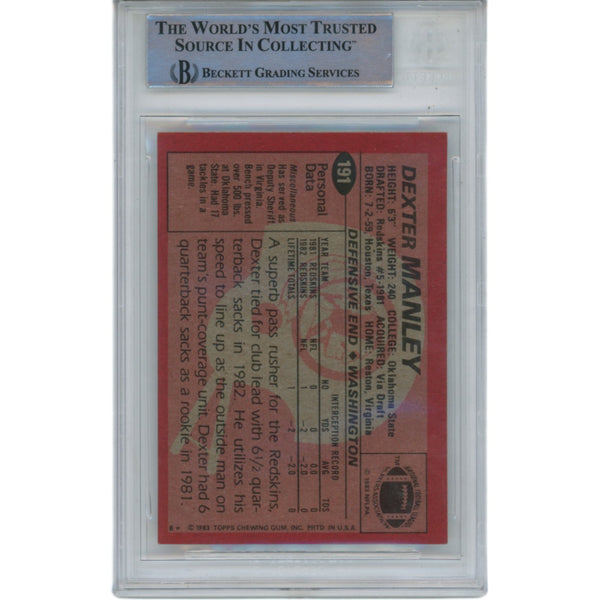 THE WORLD'S MOST TRUSTED
SOURCE IN COLLECTING™
B BECKETT GRADING SERVICES
DEXTER MANLEY
DEFENSIVE END ◆ WASHINGTON
191
HEIGHT: 6'3" WEIGHT: 240 COLLEGE: Oklahoma State
DRAFTED: Redskins #5-1981 ACQUIRED: Via Draft
BORN: 7-2-59, Houston, Texas HOME: Reston, Virginia
© 1983 NFLPA
Personal
Data
Miscellaneous
Has served as
Deputy Sheriff
in Virginia.
Bench pressed
over 500 lbs.
at Oklahoma
State. Had 17
tackles in a
game.
INTERCEPTION RECORD
YEAR TEAM NO YDS AVG TDS
1981 REDSKINS NFL 0 0 0.0 0
1982 REDSKINS NFL 1 -2 -2.0 0
LIFETIME TOTALS 1 -2 -2.0 0
A superb pass rusher for the Redskins,
Dexter tied for club lead with 6½ quar-
terback sacks in 1982. He utilizes his
speed to line up as the outside man on
team's punt-coverage unit. Dexter had 6
quarterback sacks as a rookie in 1981.
© 1983 TOPPS CHEWING GUM, INC. PRTD IN U.S.A.